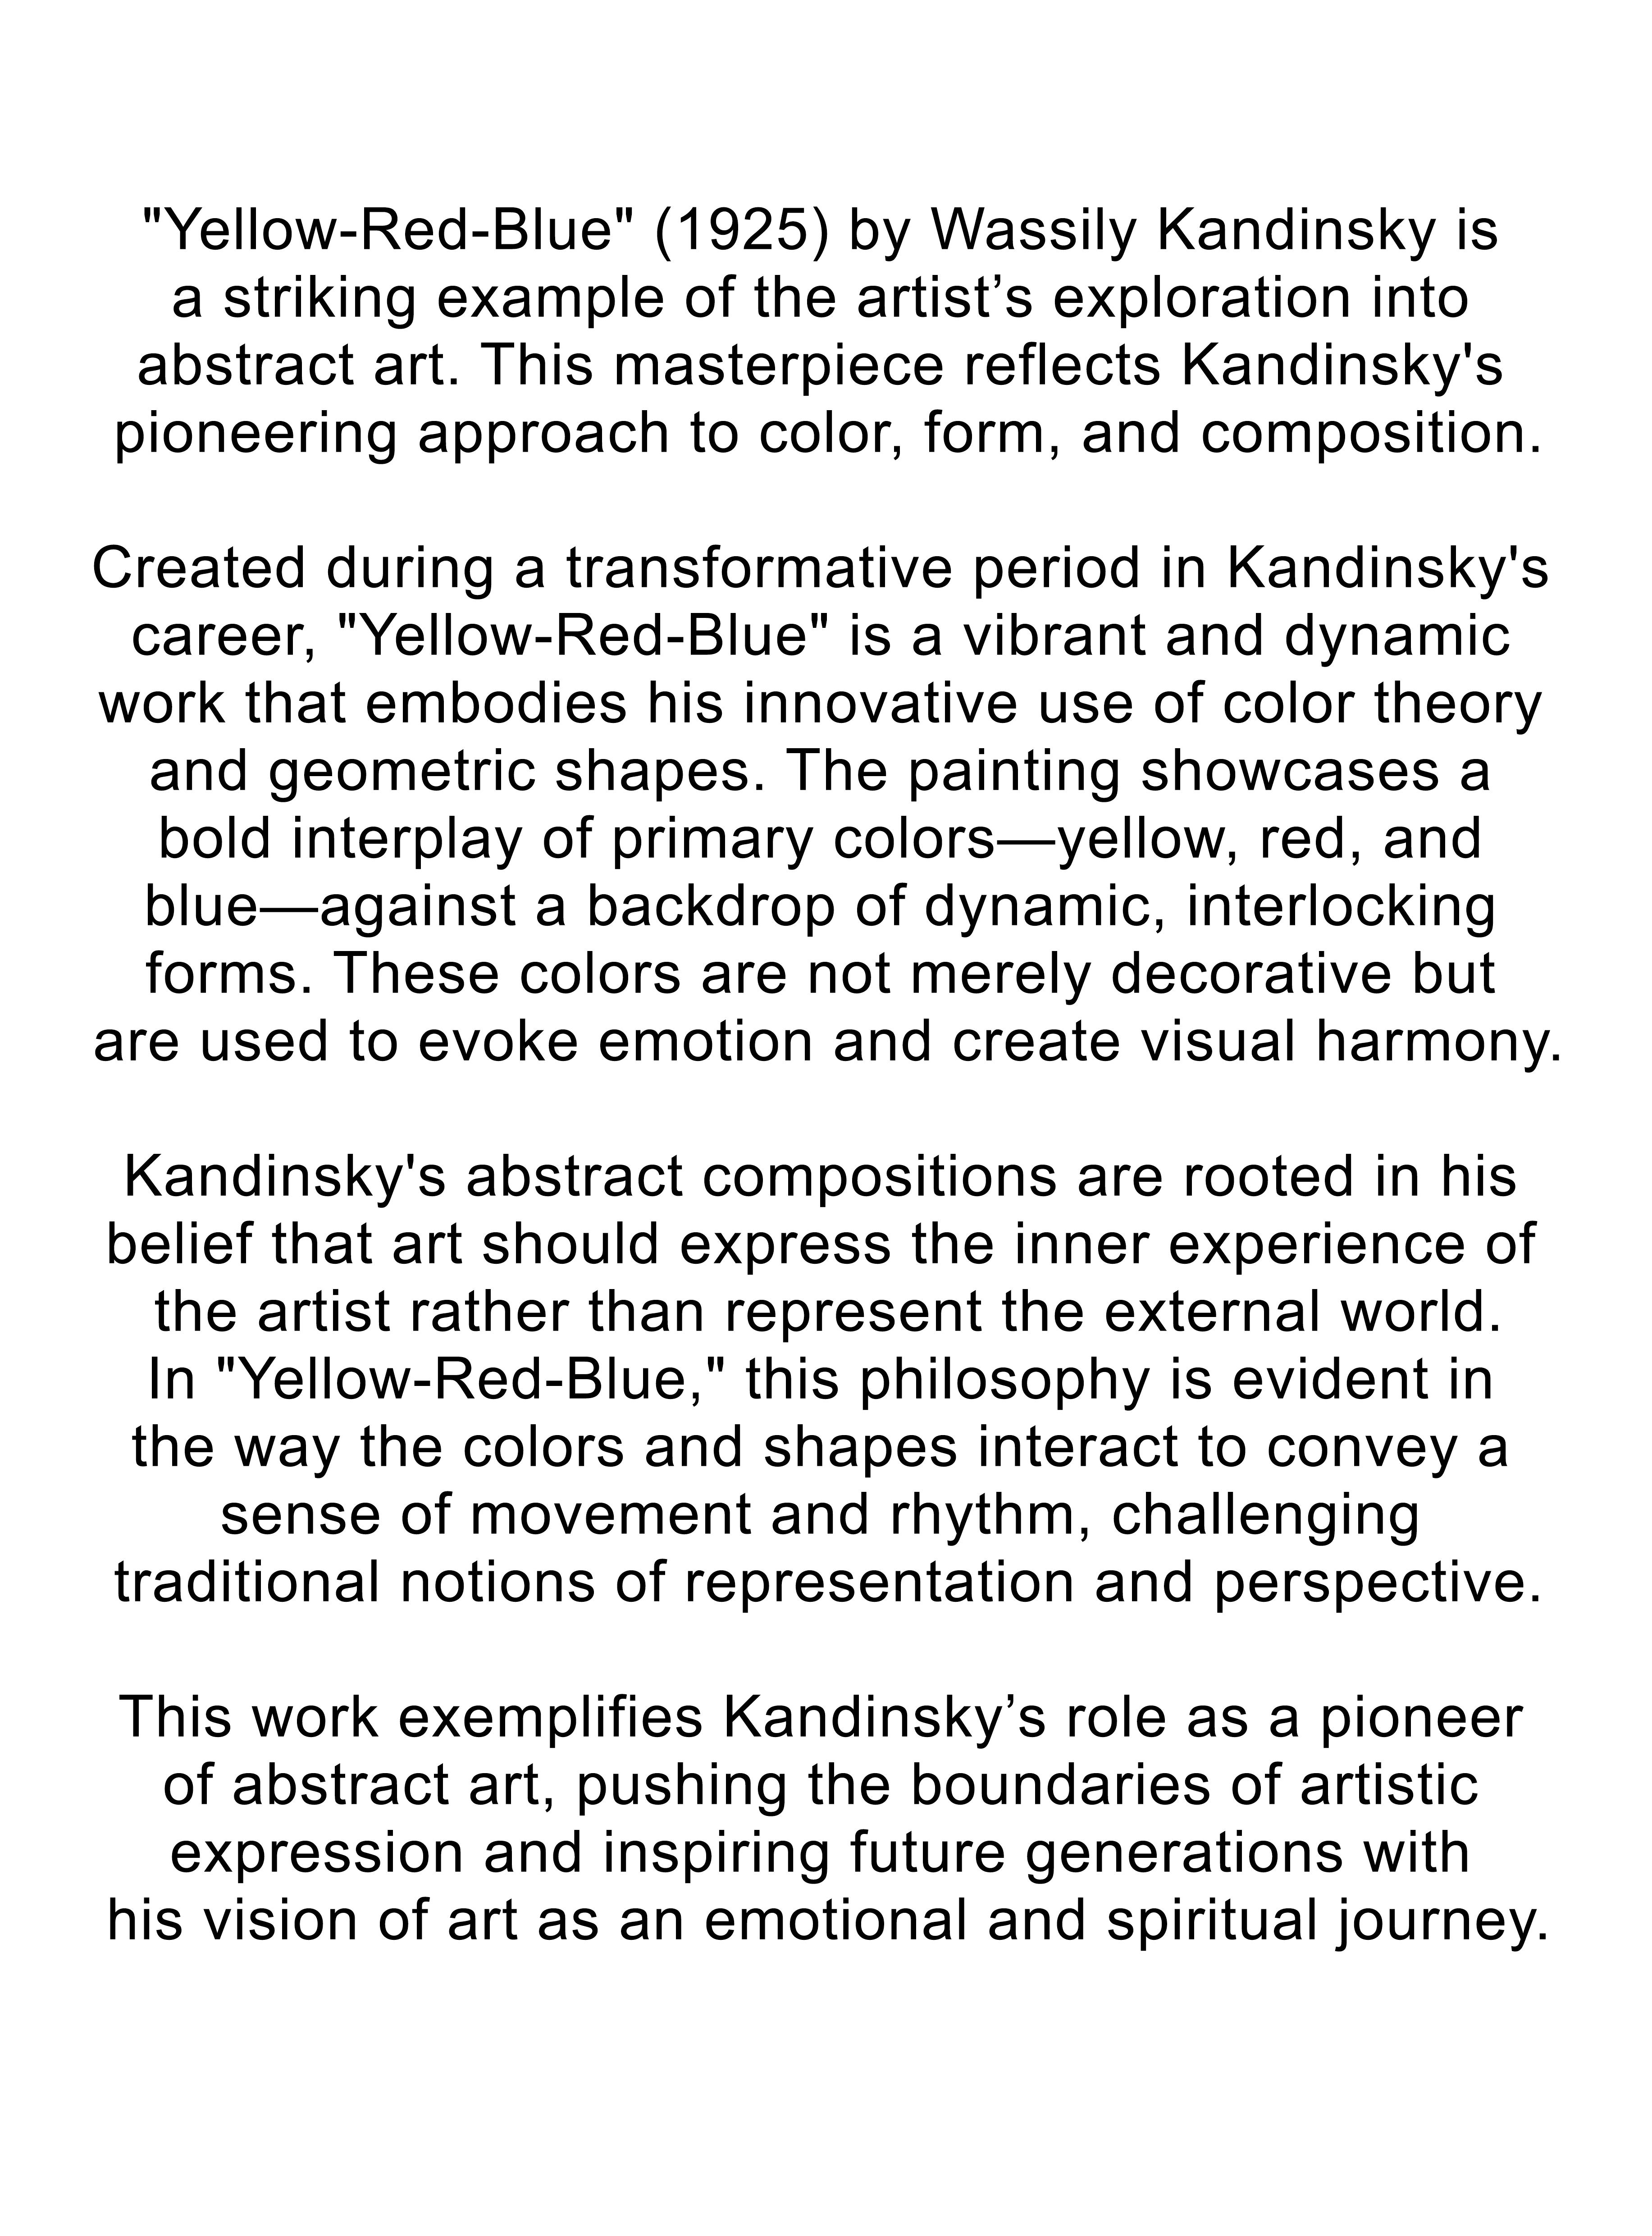 "Yellow-Red-Blue" (1925) by Wassily Kandinsky is
a striking example of the artist’s exploration into
abstract art. This masterpiece reflects Kandinsky's
pioneering approach to color, form, and composition.
Created during a transformative period in Kandinsky's
career, "Yellow-Red-Blue" is a vibrant and dynamic
work that embodies his innovative use of color theory
and geometric shapes. The painting showcases a
bold interplay of primary colors—yellow, red, and
blue—against a backdrop of dynamic, interlocking
forms. These colors are not merely decorative but
are used to evoke emotion and create visual harmony.
Kandinsky's abstract compositions are rooted in his
belief that art should express the inner experience of
the artist rather than represent the external world.
In "Yellow-Red-Blue," this philosophy is evident in
the way the colors and shapes interact to convey a
sense of movement and rhythm, challenging
traditional notions of representation and perspective.
This work exemplifies Kandinsky’s role as a pioneer
of abstract art, pushing the boundaries of artistic
expression and inspiring future generations with
his vision of art as an emotional and spiritual journey.